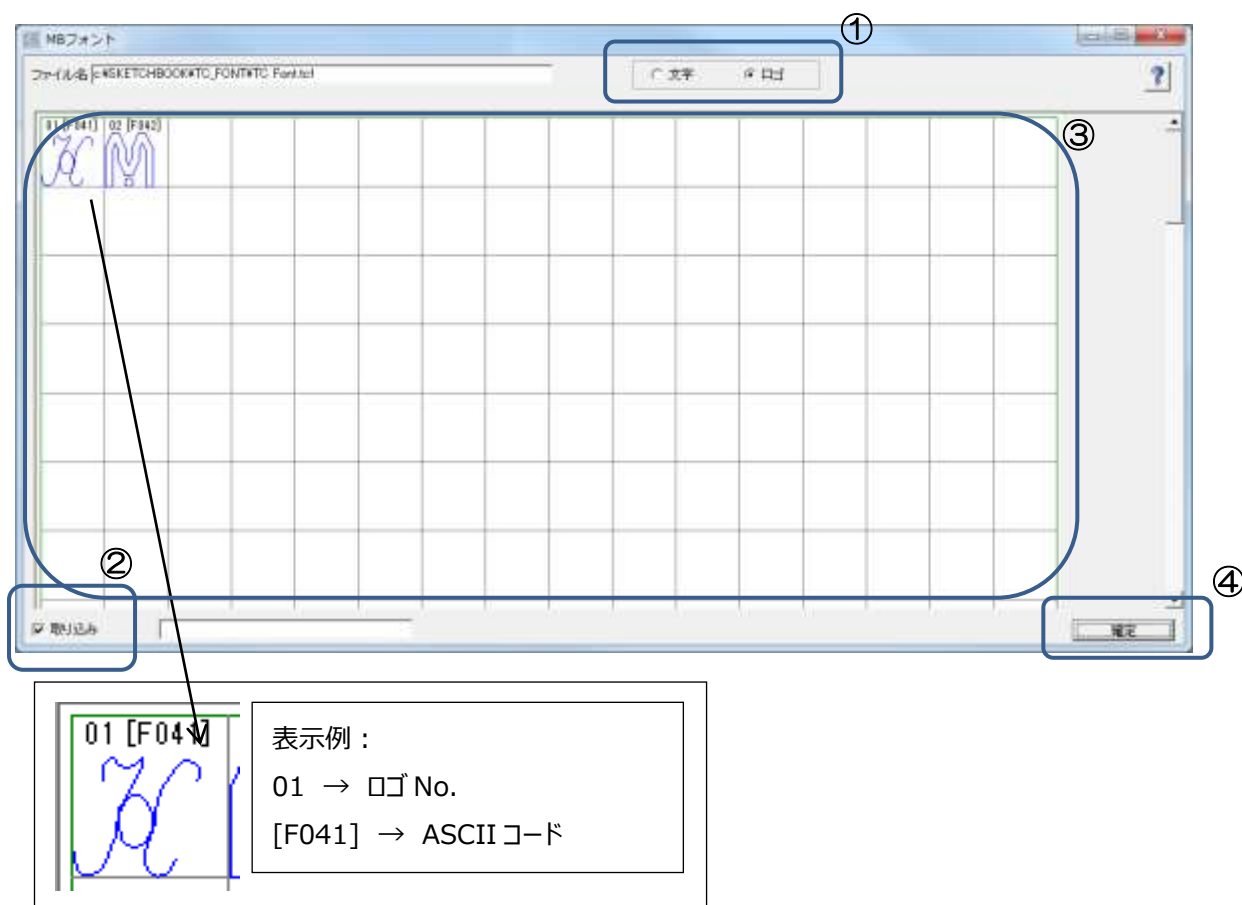 ①
MBフォント
ファイル名 c:¥SKETCHBOOK¥TC_FONT¥TC Font.tcf
文字 ロゴ
?
③
01 [F041] 02 [F042]
②
④
取り込み
確定
01 [F041]
表示例：
01 → ロゴ No.
[F041] → ASCII コード